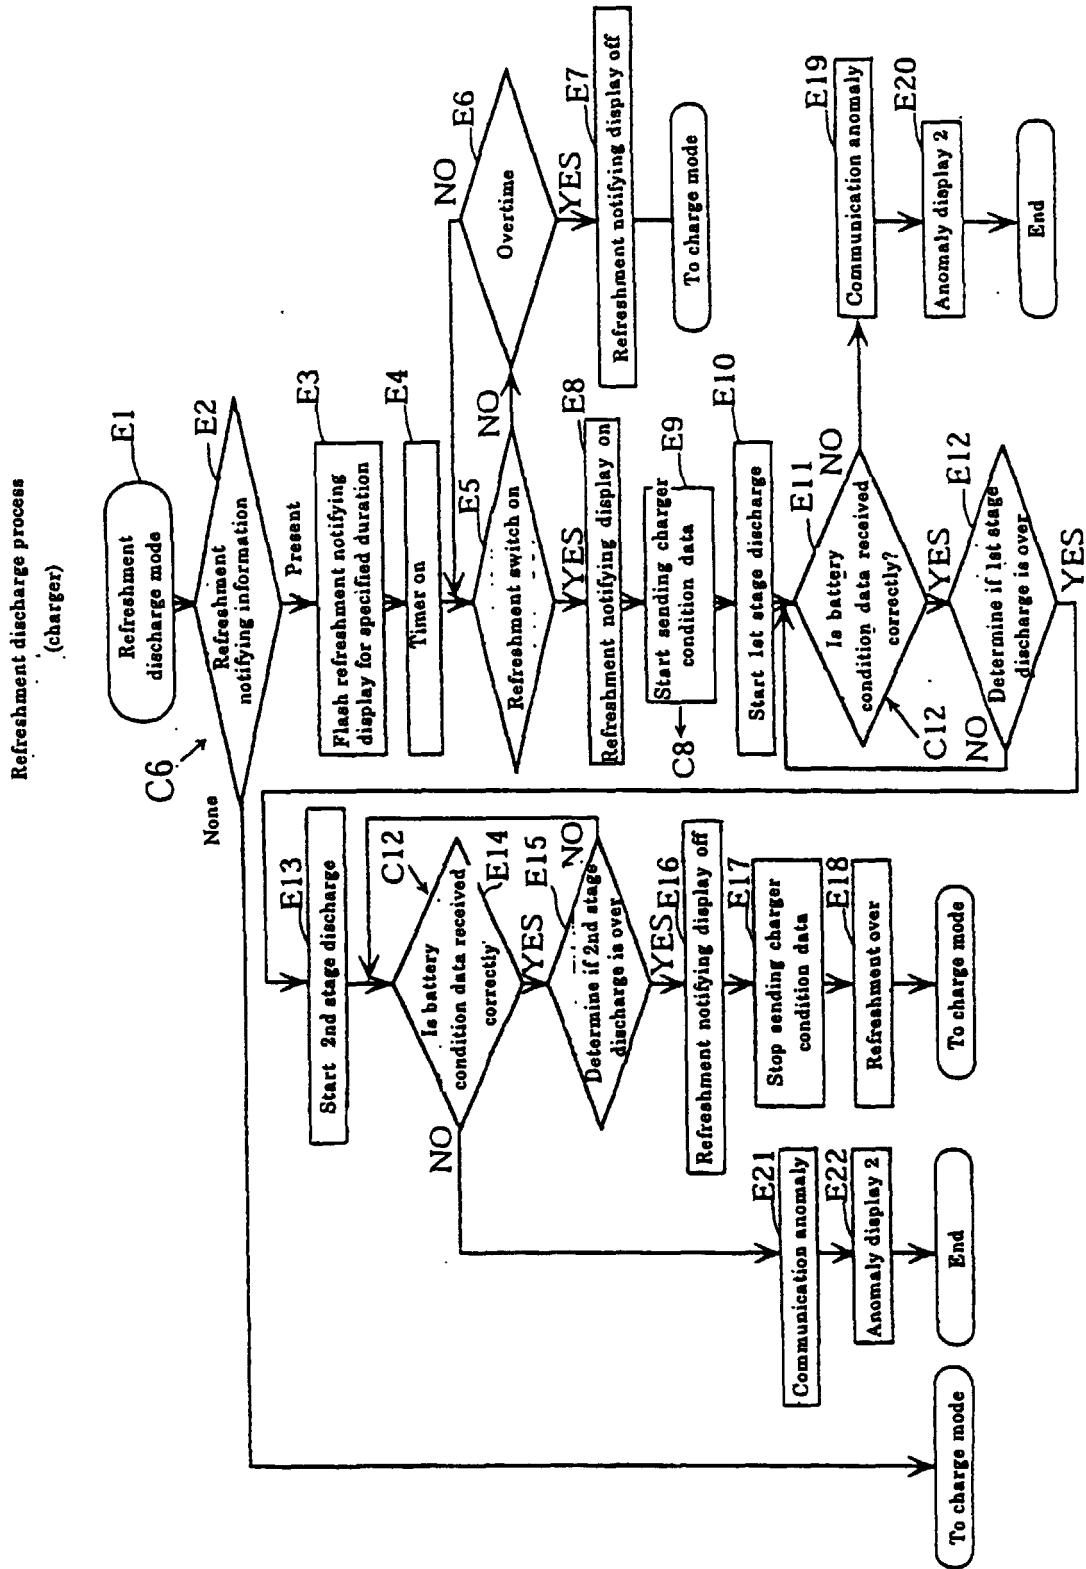 Refreshment discharge process
(charger)
Refreshment
discharge mode
E1
C6
Refreshment
notifying information
E2
None
Present
Flash refreshment notifying
display for specified duration
E3
Timer on
E4
Refreshment switch on
E5
NO
YES
Overtime
E6
NO
YES
Refreshment notifying display off
E7
To charge mode
Refreshment notifying display on
E8
Start sending charger
condition data
E9
C8
Start 1st stage discharge
E10
Is battery
condition data received
correctly?
E11
C12
NO
YES
Determine if 1st stage
discharge is over
E12
NO
YES
Communication anomaly
E19
Anomaly display 2
E20
End
Start 2nd stage discharge
E13
Is battery
condition data received
correctly
C12
E14
NO
YES
Determine if 2nd stage
discharge is over
E15
NO
YES
Refreshment notifying display off
E16
Stop sending charger
condition data
E17
Refreshment over
E18
To charge mode
Communication anomaly
E21
Anomaly display 2
E22
End
To charge mode